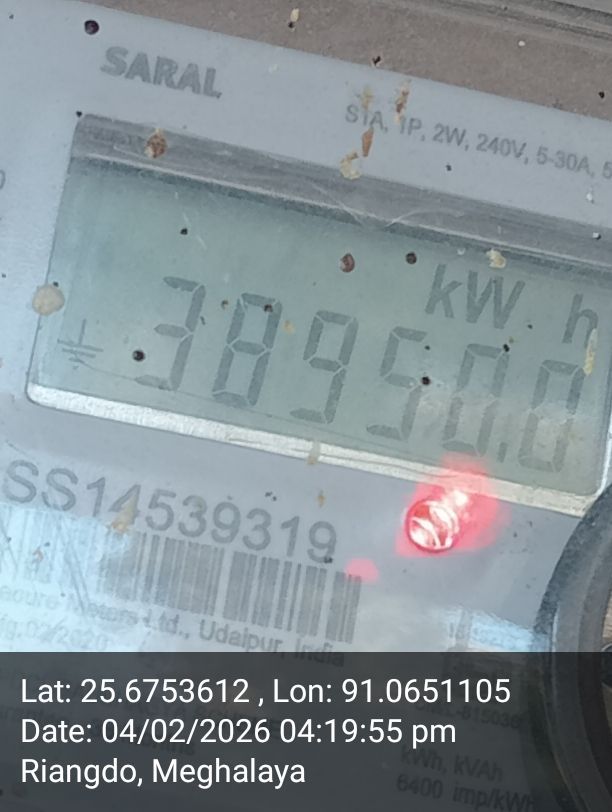 SARAL
STA, 1P, 2W, 240V, 5-30A,
kW h
38950.0
SS14539319
Meters Ltd., Udaipur, India
kWh, kVAh
6400 imp/kWh
Lat: 25.6753612 , Lon: 91.0651105
Date: 04/02/2026 04:19:55 pm
Riangdo, Meghalaya